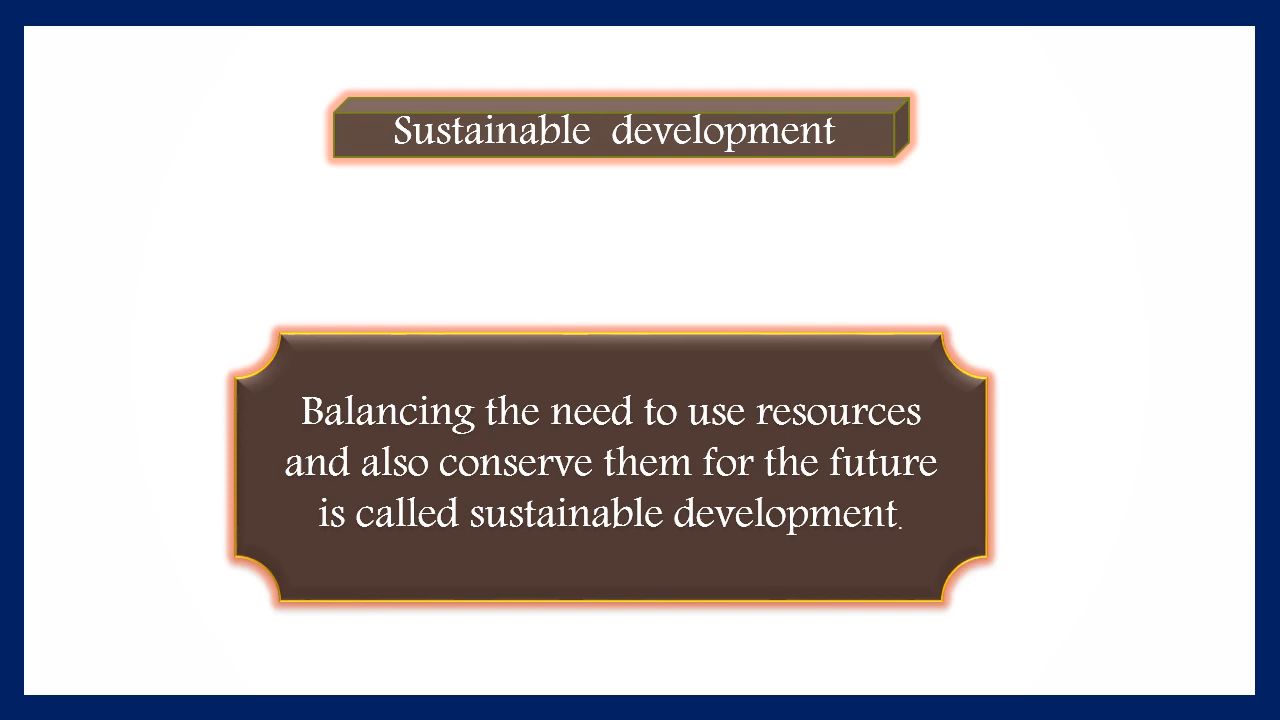 Sustainable development
Balancing the need to use resources
and also conserve them for the future
is called sustainable development.